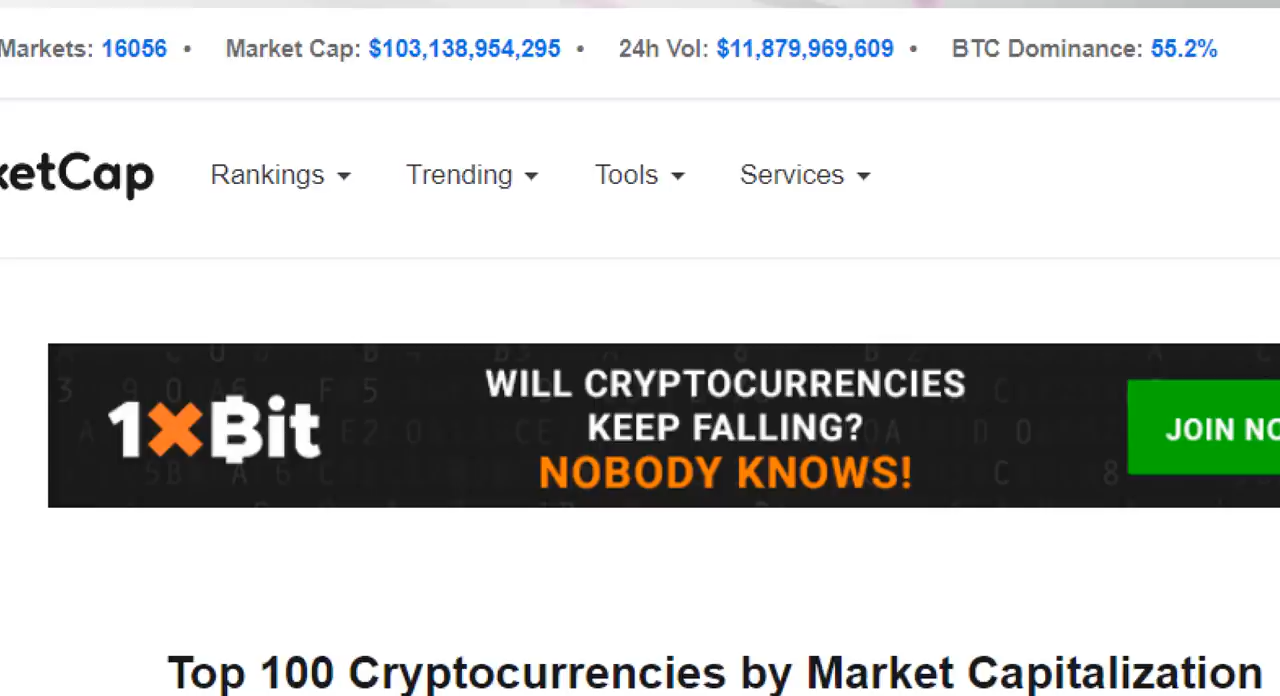 Markets: 16056 • Market Cap: $103,138,954,295 • 24h Vol: $11,879,969,609 • BTC Dominance: 55.2%
ketCap Rankings Trending Tools Services
WILL CRYPTOCURRENCIES
KEEP FALLING?
1xBit NOBODY KNOWS! JOIN NO
Top 100 Cryptocurrencies by Market Capitalization